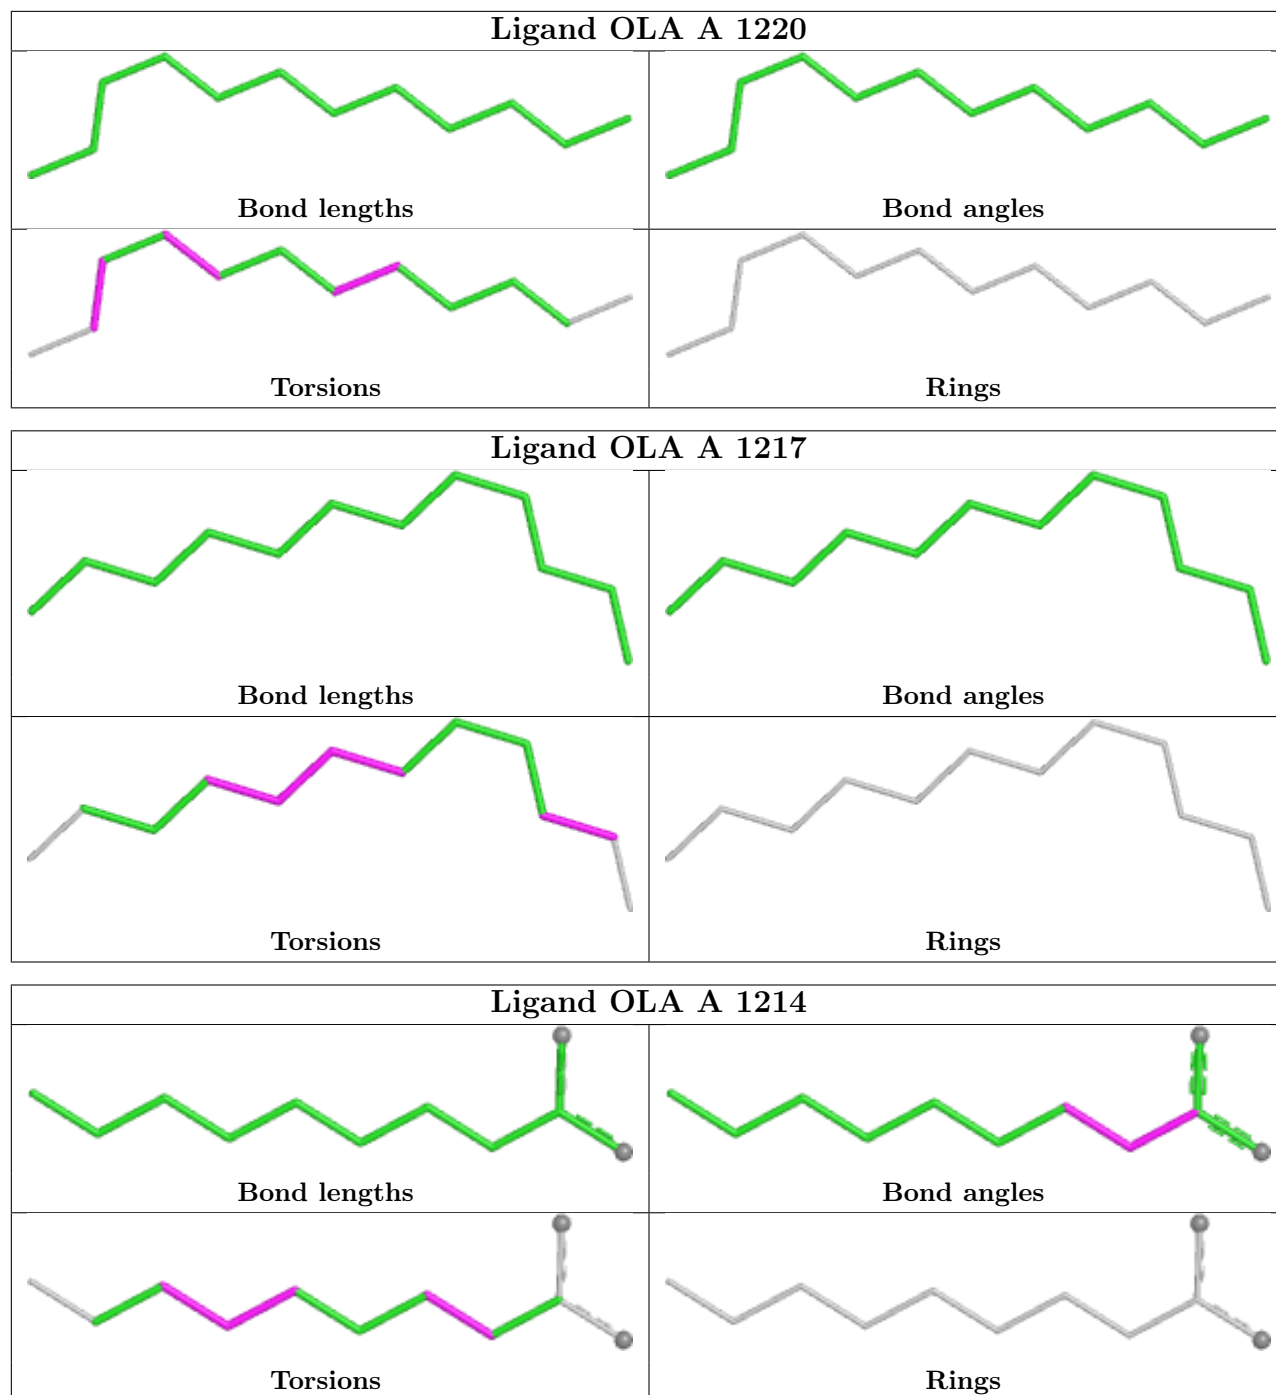 Ligand OLA A 1220
Bond lengths
Bond angles
Torsions
Rings
Ligand OLA A 1217
Bond lengths
Bond angles
Torsions
Rings
Ligand OLA A 1214
Bond lengths
Bond angles
Torsions
Rings